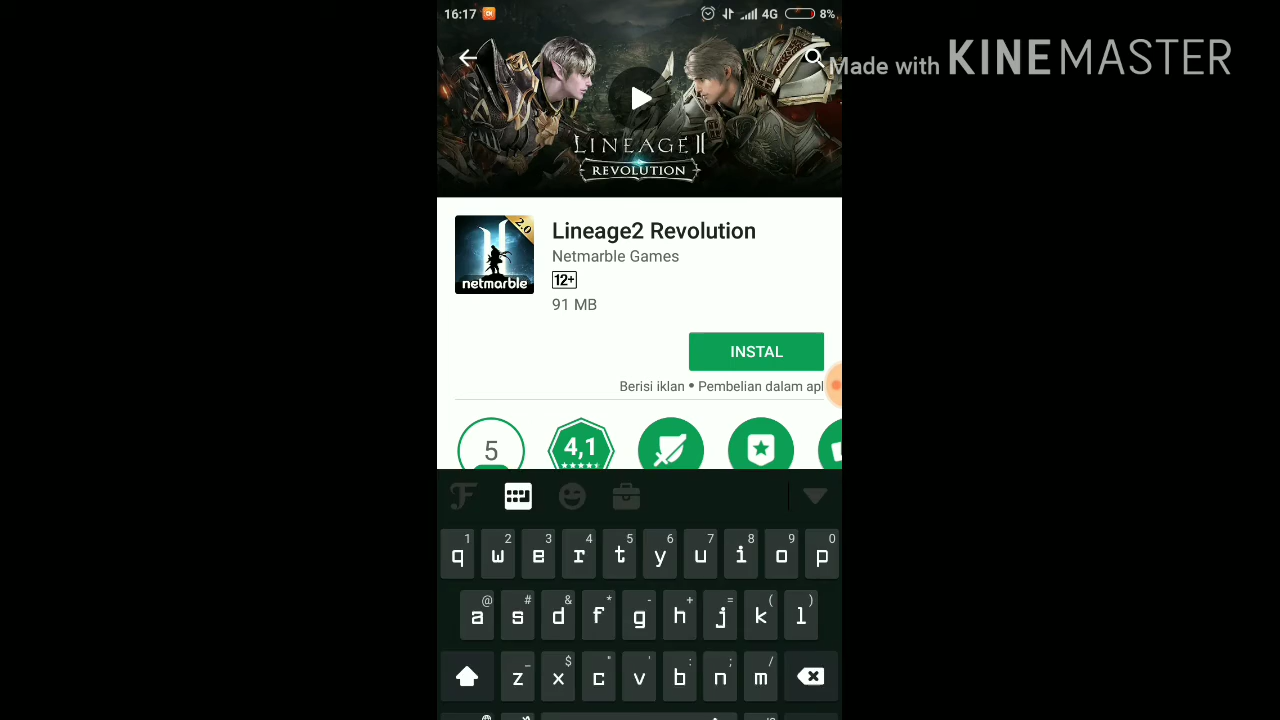 16:17 4G 8%
Made with KINEMASTER
LINEAGE II
REVOLUTION
2.0
netmarble
Lineage2 Revolution
Netmarble Games
12+
91 MB
INSTAL
Berisi iklan • Pembelian dalam apl
5 4,1
q 1 w 2 e 3 r 4 t 5 y 6 u 7 i 8 o 9 p 0
a @ s # d & f * g - h + j = k ( l )
z _ x $ c " v ' b : n ; m /